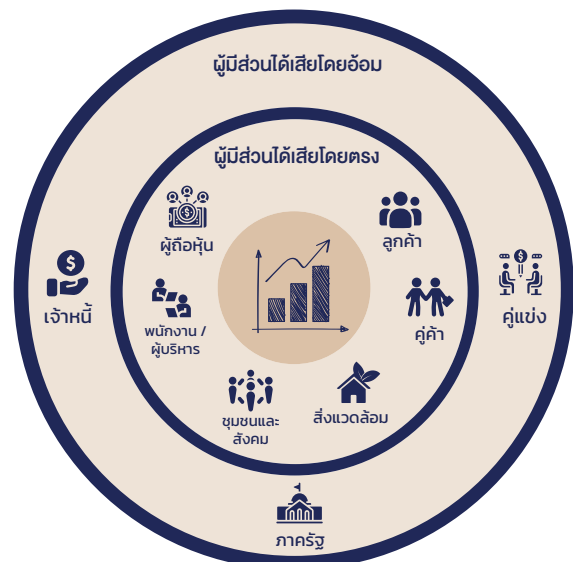 ผู้มีส่วนได้เสียโดยอ้อม
ผู้มีส่วนได้เสียโดยตรง
ผู้ถือหุ้น
ลูกค้า
เจ้าหนี้
พนักงาน /
ผู้บริหาร
คู่ค้า
คู่แข่ง
ชุมชนและ
สังคม
สิ่งแวดล้อม
ภาครัฐ